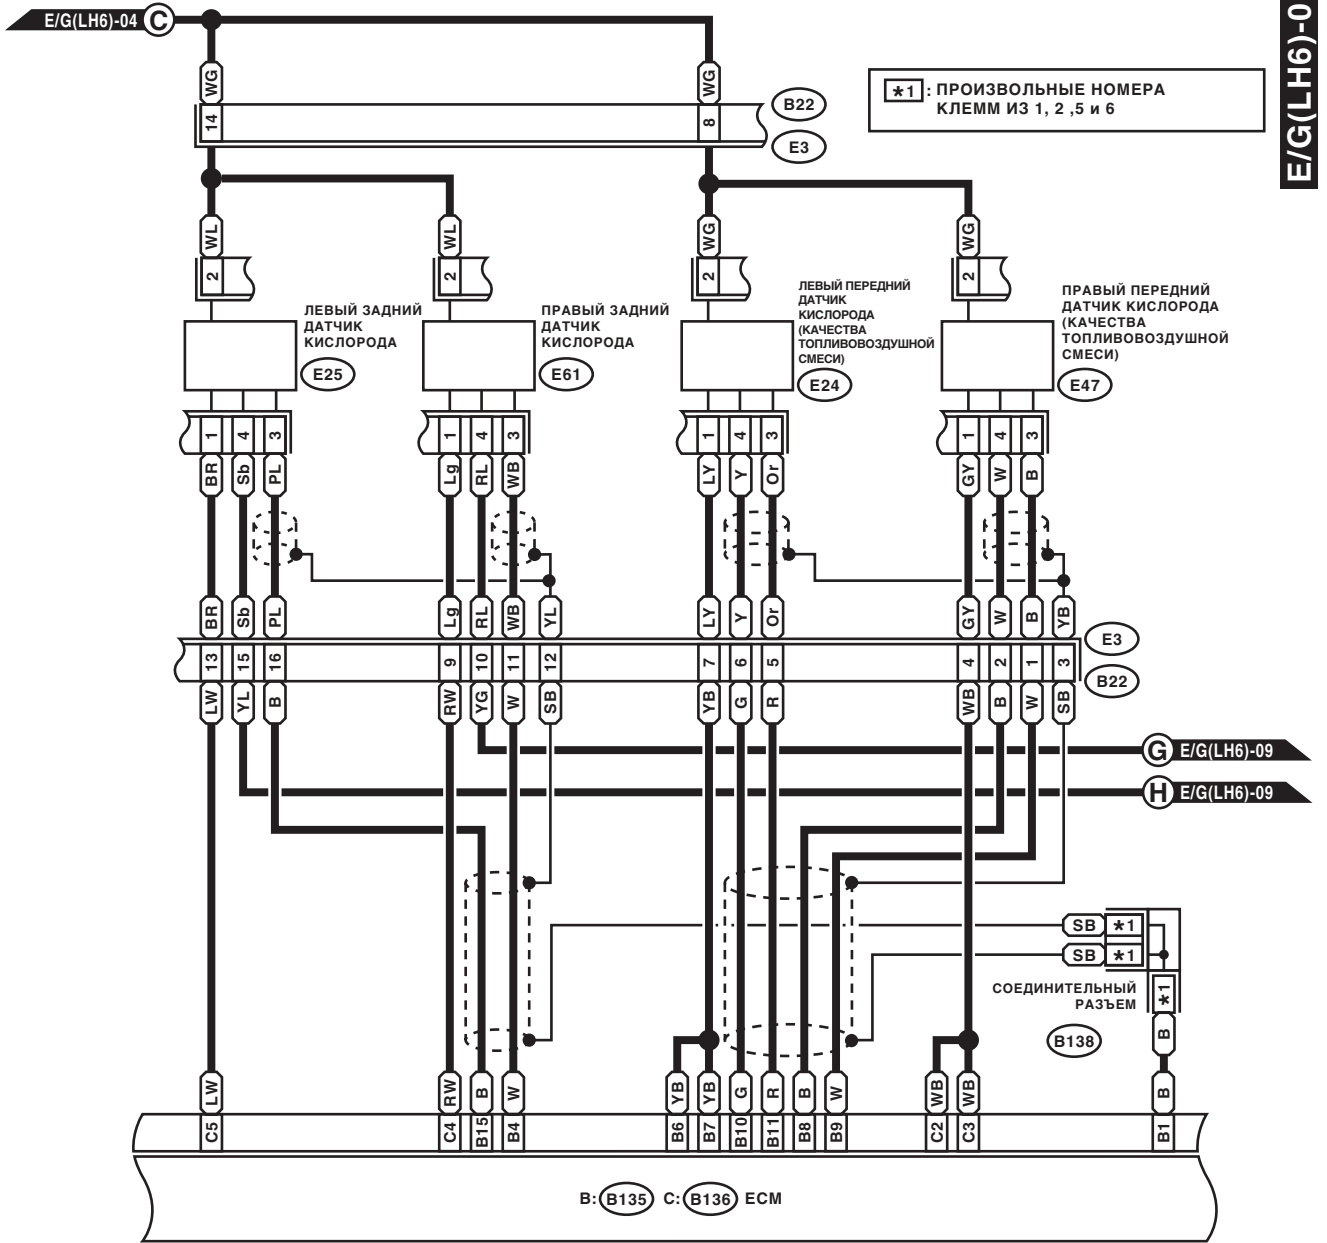 E/G(LH6)-04 C
E/G(LH6)-0
WG WG
14 8 B22
E3
*1 : ПРОИЗВОЛЬНЫЕ НОМЕРА
КЛЕММ ИЗ 1, 2 ,5 и 6
WL WL WG WG
2 2 2 2
ЛЕВЫЙ ЗАДНИЙ
ДАТЧИК
КИСЛОРОДА
E25
ПРАВЫЙ ЗАДНИЙ
ДАТЧИК
КИСЛОРОДА
E61
ЛЕВЫЙ ПЕРЕДНИЙ
ДАТЧИК
КИСЛОРОДА
(КАЧЕСТВА
ТОПЛИВОВОЗДУШНОЙ
СМЕСИ)
E24
ПРАВЫЙ ПЕРЕДНИЙ
ДАТЧИК КИСЛОРОДА
(КАЧЕСТВА
ТОПЛИВОВОЗДУШНОЙ
СМЕСИ)
E47
1 4 3 1 4 3 1 4 3 1 4 3
BR Sb PL Lg RL WB LY Y Or GY W B
BR Sb PL Lg RL WB YL LY Y Or GY W B YB
E3
13 15 16 9 10 11 12 7 6 5 4 2 1 3
B22
LW YL B RW YG W SB YB G R WB B W SB
G E/G(LH6)-09
H E/G(LH6)-09
SB *1
SB *1
СОЕДИНИТЕЛЬНЫЙ
РАЗЪЕМ
*1
B138
B
LW RW B W YB YB G R B W WB WB B
C5 C4 B15 B4 B6 B7 B10 B11 B8 B9 C2 C3 B1
B: B135 C: B136 ECM